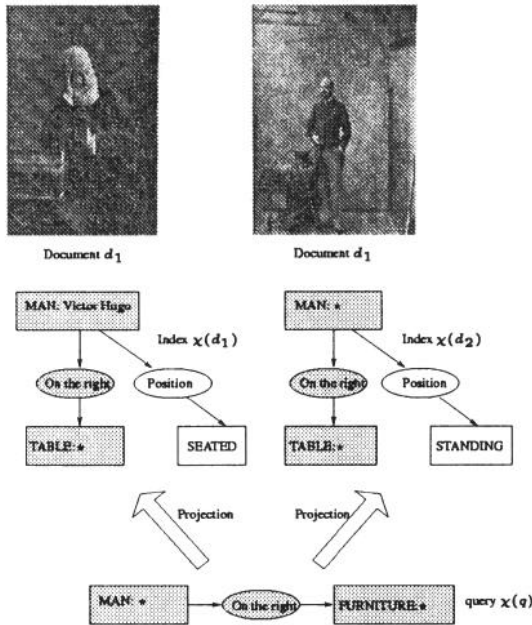 Document d₁ Document d₁
MAN: Victor Hugo MAN: *
Index χ(d₁) Index χ(d₂)
On the right Position On the right Position
TABLE: * SEATED TABLE: * STANDING
Projection Projection
MAN: * On the right FURNITURE: * query χ(q)